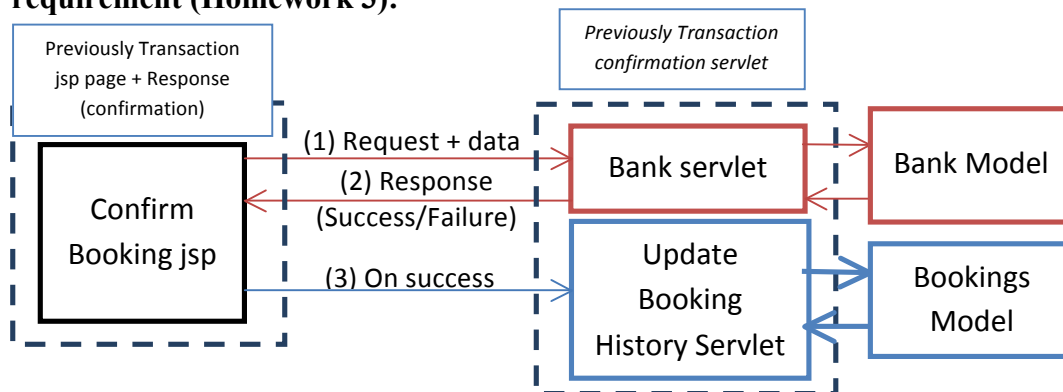 requirement (Homework 3):
Previously Transaction
jsp page + Response
(confirmation)
Previously Transaction
confirmation servlet
(1) Request + data
(2) Response
(Success/Failure)
(3) On success
Confirm
Booking jsp
Bank servlet
Bank Model
Update
Booking
History Servlet
Bookings
Model